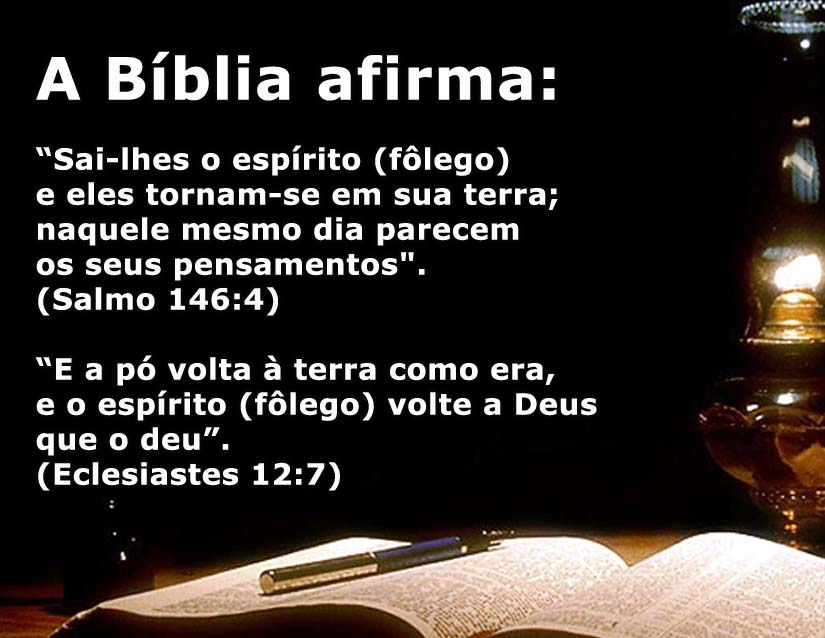 A Bíblia afirma:
“Sai-lhes o espírito (fôlego)
e eles tornam-se em sua terra;
naquele mesmo dia parecem
os seus pensamentos".
(Salmo 146:4)
“E a pó volta à terra como era,
e o espírito (fôlego) volte a Deus
que o deu”.
(Eclesiastes 12:7)